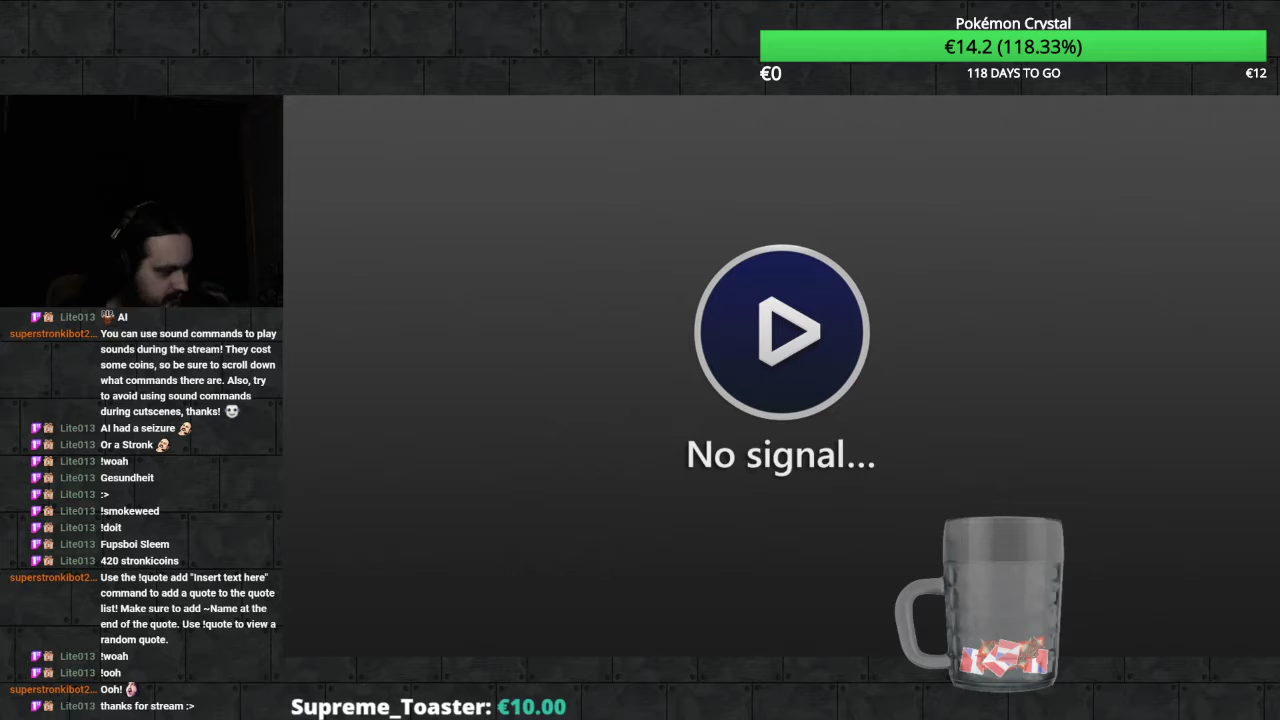 Pokémon Crystal
€14.2 (118.33%)
€0
118 DAYS TO GO
€12
Lite013 AI
superstronkibot2... You can use sound commands to play
sounds during the stream! They cost
some coins, so be sure to scroll down
what commands there are. Also, try
to avoid using sound commands
during cutscenes, thanks!
Lite013 AI had a seizure
Lite013 Or a Stronk
Lite013 !woah
Lite013 Gesundheit
Lite013 :>
Lite013 !smokeweed
Lite013 !doit
Lite013 Fupsboi Sleem
Lite013 420 stronkicoins
superstronkibot2... Use the !quote add "Insert text here"
command to add a quote to the quote
list! Make sure to add ~Name at the
end of the quote. Use !quote to view a
random quote.
Lite013 !woah
Lite013 !ooh
superstronkibot2... Ooh!
Lite013 thanks for stream :>
No signal...
Supreme_Toaster: €10.00